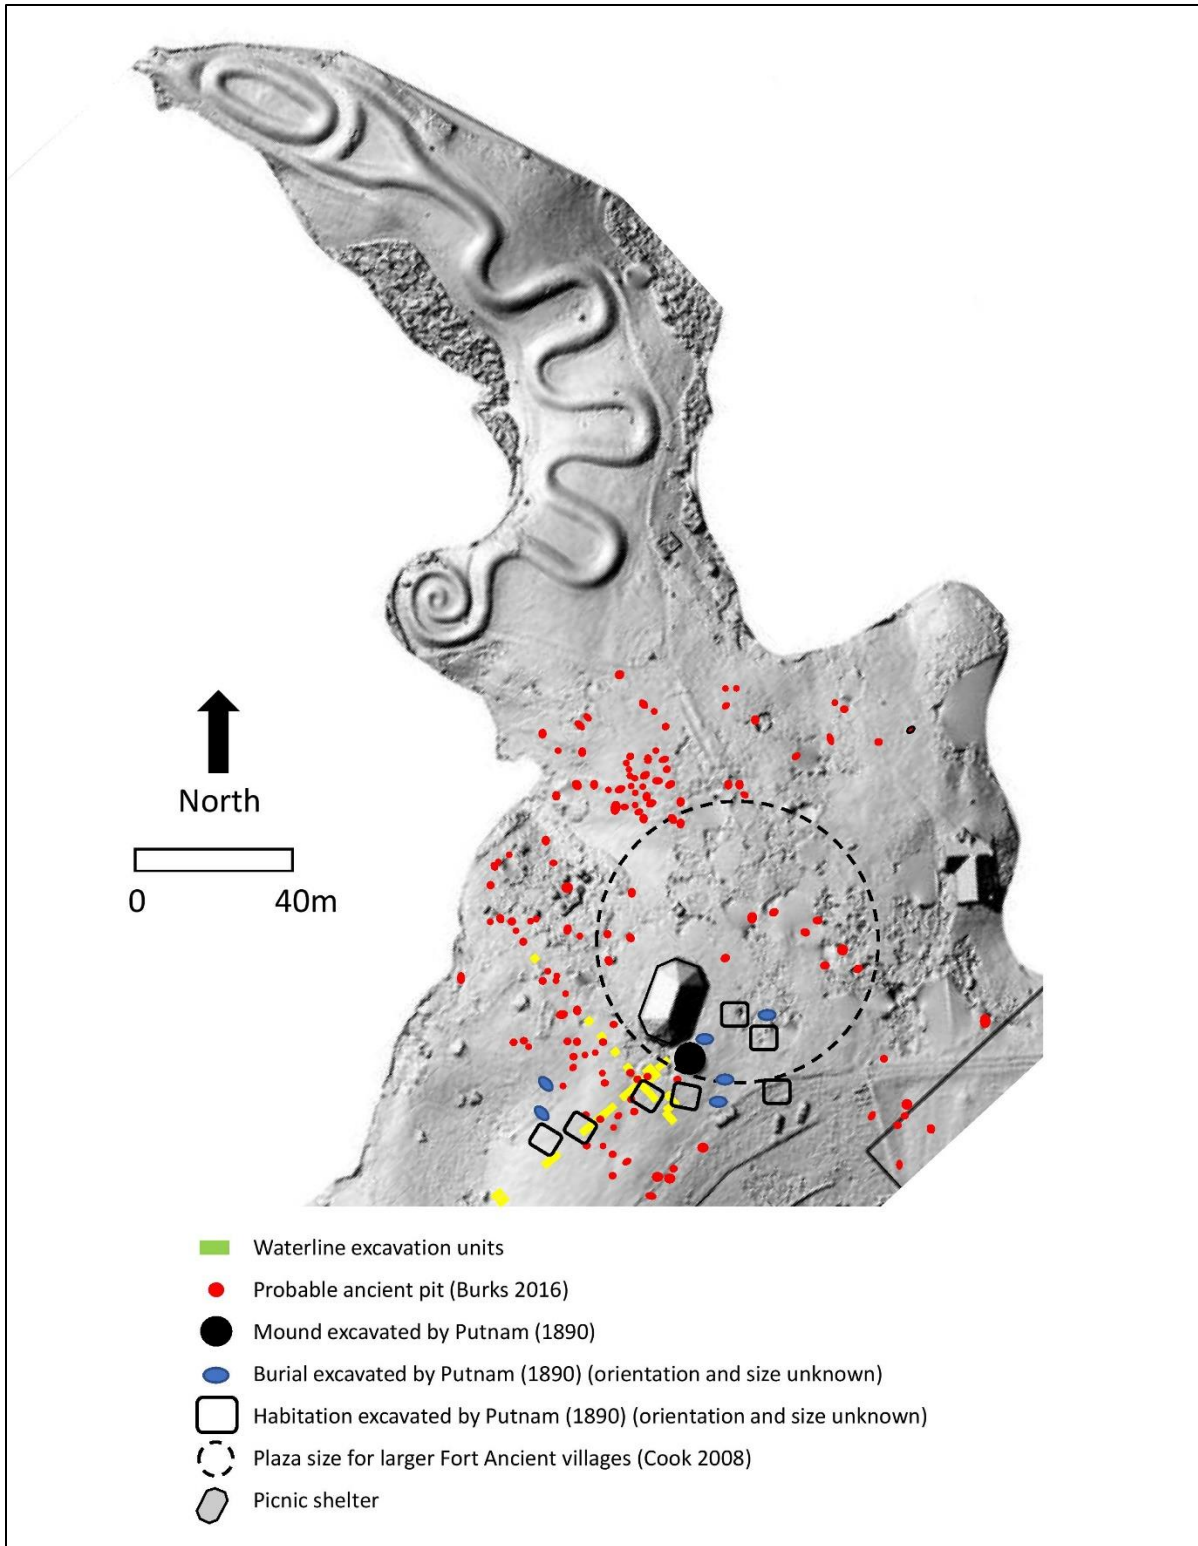 North
0 40m
Waterline excavation units
Probable ancient pit (Burks 2016)
Mound excavated by Putnam (1890)
Burial excavated by Putnam (1890) (orientation and size unknown)
Habitation excavated by Putnam (1890) (orientation and size unknown)
Plaza size for larger Fort Ancient villages (Cook 2008)
Picnic shelter